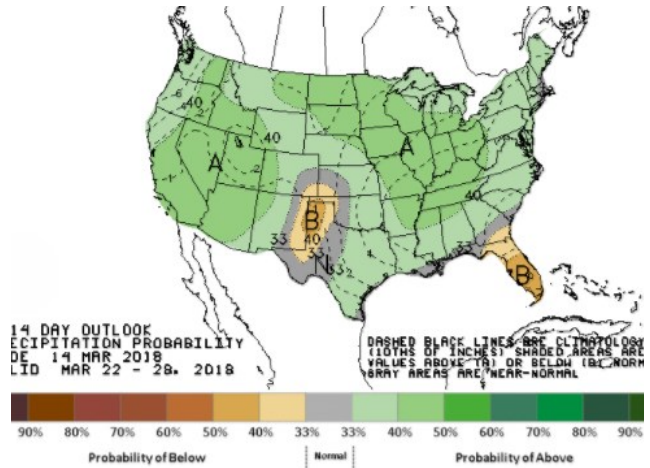 6
40
40
A
A
40
B
33
40
33
N
33
33
B
14 DAY OUTLOOK
ECIPITATION PROBABILITY
DE 14 MAR 2018
LID MAR 22 - 28, 2018
DASHED BLACK LINES ARE CLIMATOLOGY
(10THS OF INCHES) SHADED AREAS ARE
VALUES ABOVE (A) OR BELOW (B) NORM
GRAY AREAS ARE NEAR-NORMAL
90% 80% 70% 60% 50% 40% 33% 33% 40% 50% 60% 70% 80% 90%
Probability of Below Normal Probability of Above